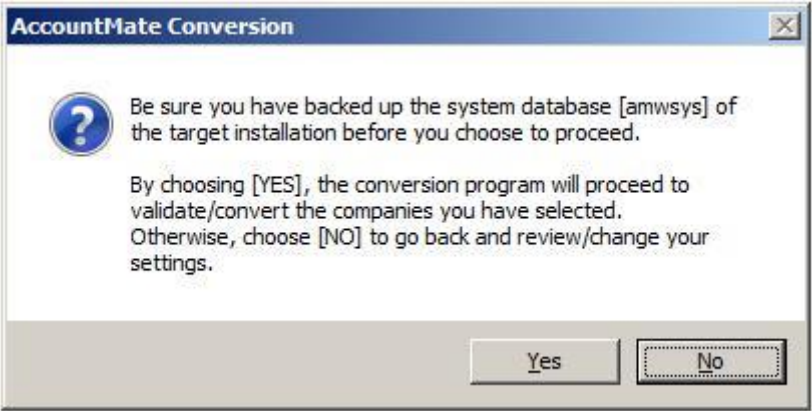 AccountMate Conversion
Be sure you have backed up the system database [amwsys] of
the target installation before you choose to proceed.
By choosing [YES], the conversion program will proceed to
validate/convert the companies you have selected.
Otherwise, choose [NO] to go back and review/change your
settings.
Yes
No